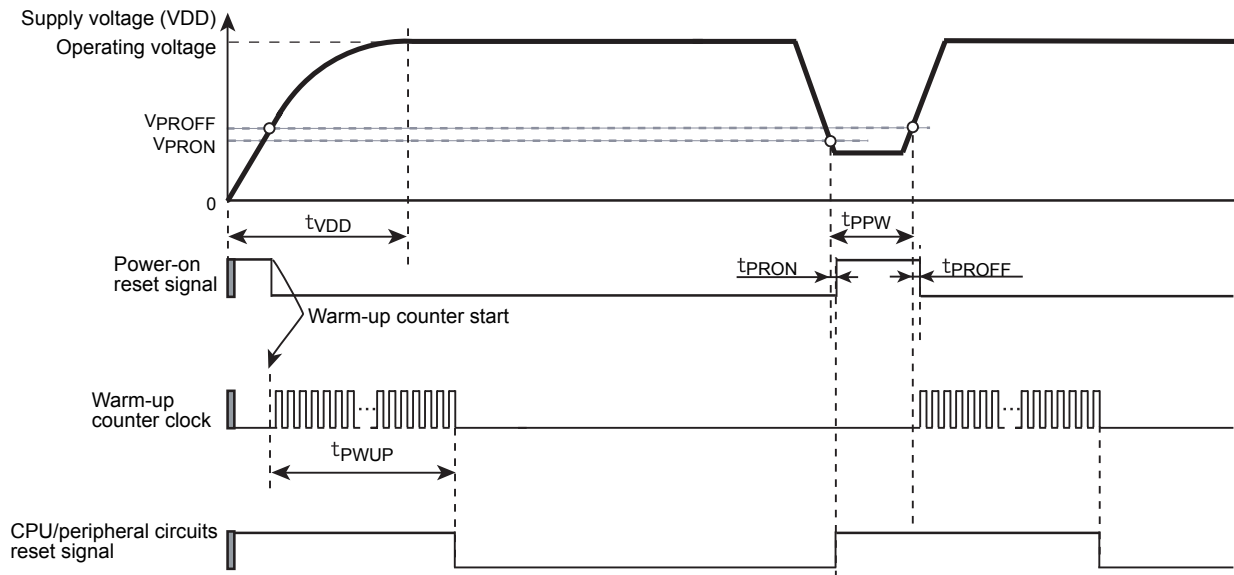 Supply voltage (VDD)
Operating voltage
VPROFF
VPRON
0
tVDD
tPPW
Power-on
reset signal
tPRON
tPROFF
Warm-up counter start
Warm-up
counter clock
tPWUP
CPU/peripheral circuits
reset signal